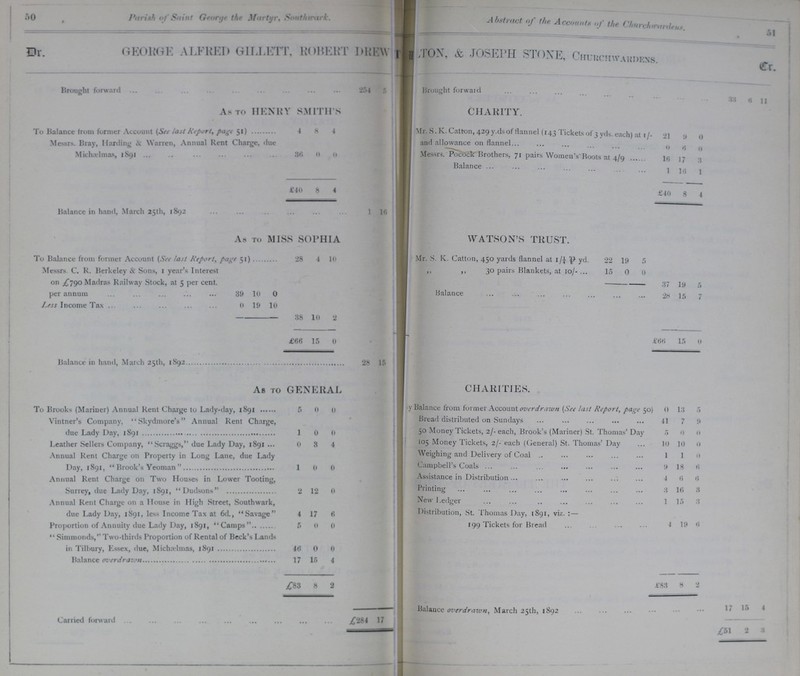 50
Parish of Saint George the Martyr, Southwark.
Dr. GEORGE ALFRED GILLETT, ROBERT DREW
Brought forward ... 254 5
As to HENRY SMITH'S
To Balance from former Account (See last Report, page 51) ......... 4 8 4
Messrs. Bray, Harding & Warren, Annual Rent Charge, due
Michælmas, 1891 ... 36 0 0
£40 8 4
Balance in hand, March 25th, 1892 ... 1 16
As to MISS SOPHIA
To Balance from former Account (See last Report, page 51) ......... 28 4 10
Messrs. C. R. Berkeley & Sons, 1 year's Interest
on £790 Madras Railway Stock, at 5 per cent.
per annum ... 39 10 0
Less Income Tax ... 0 19 10
38 10 2
£66 15 0
Balance in hand, March 25th, 1892 ... 28 15
As to GENERAL
To Brooks (Mariner) Annual Rent Charge to Lady-day, 1891 ...... 5 0 0
Vintner's Company, "Skydmore's" Annual Rent Charge,
due Lady Day, 1891 ... 1 0 0
Leather Sellers Company, "Scraggs," due Lady Day, 1891 ... 0 3 4
Annual Rent Charge on Property in Long Lane, due Lady
Day, 1891, "Brook's Yeoman" ... 1 0 0
Annual Rent Charge on Two Houses in Lower Tooting,
Surrey, due Lady Day, 1891, "Dudsons" ... 2 12 0
Annual Rent Charge on a House in High Street, Southwark,
due Lady Day, 1891, less Income Tax at 6d., "Savage" 4 17 6
Proportion of Annuity due Lady Day, 1891, "Camps" ... 5 0 0
"Simmonds," Two-thirds Proportion of Rental of Beck's Lands
in Tilbury, Essex, due, Michælmas, 1891 ... 46 0 0
Balance overdrawn ... 17 15 4
£83 8 2
Carried forward ... £284 17
Abstract of the Accounts of the Churchwardens.
51
TON, & JOSEPH STONE, Churchwardens. Cr.
Brought forward ... 33 6 11
CHARITY.
Mr. S. K. Catton, 429 yds of flannel (143 Tickets of 3 yds. each) at 1/- 21 9 0
and allowance on flannel ... 0 6 0
Messrs. Pocock Brothers, 71 pairs Women's Boots at 4/9 ...... 16 17 3
Balance ... 1 16 1
£40 8 4
WATSON'S TRUST.
Mr. S. K. Catton, 450 yards flannel at 1/¼ ℔ yd. 22 19 5
,, ,, 30 pairs Blankets, at 10/- ... 15 0 0
37 19 5
Balance ... 28 15 7
£66 15 0
CHARITIES.
y Balance from former Account overdrawn (See last Report, page 50) 0 13 5
Bread distributed on Sundays ... 41 7 9
50 Money Tickets, 2/- each, Brook's (Mariner) St. Thomas' Day 5 0 0
105 Money Tickets, 2/- each (General) St. Thomas' Day ... 10 10 0
Weighing and Delivery of Coal ... 1 1 0
Campbell's Coals ... 9 18 6
Assistance in Distribution ... 4 6 6
Printing ... 3 16 3
New Ledger ... 1 15 3
Distribution, St. Thomas Day, 1891, viz. :—
199 Tickets for Bread ... 4 19 6
£83 8 2
Balance overdrawn, March 25th, 1892 ... 17 15 4
£51 2 3